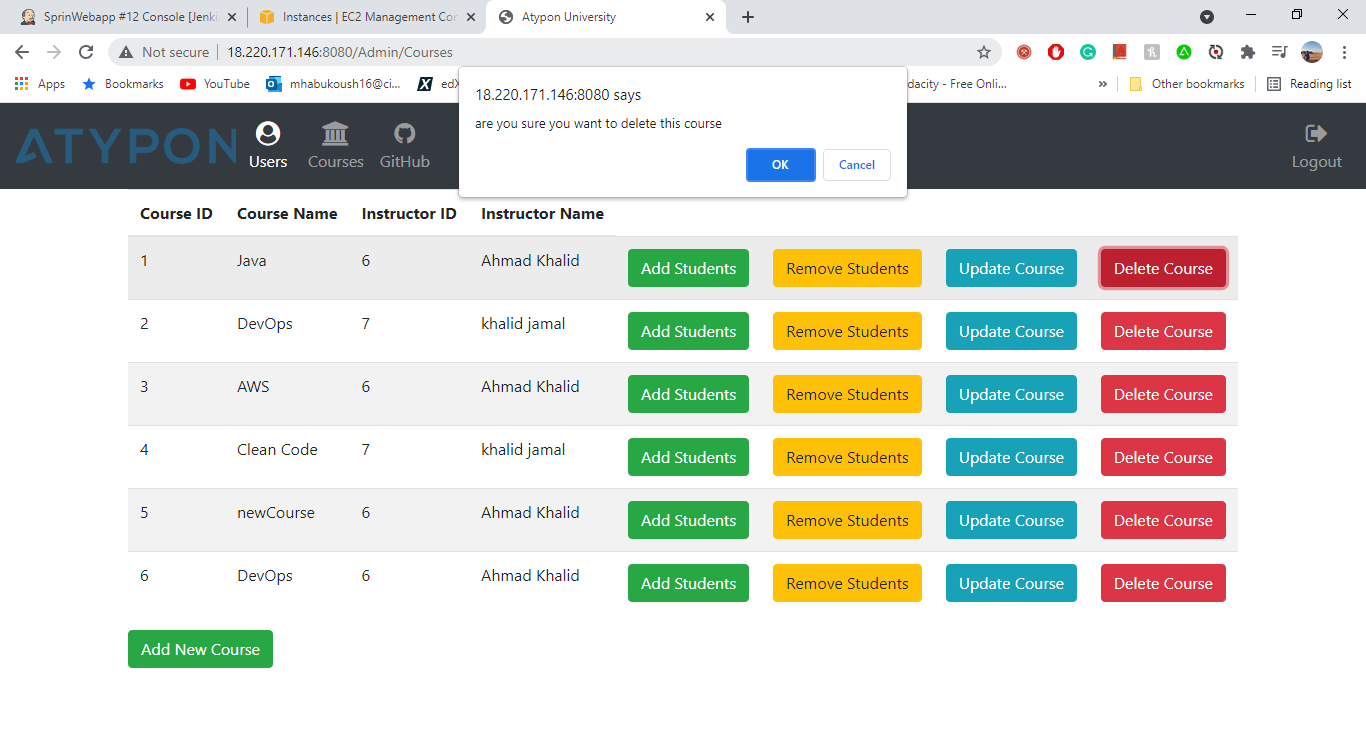 SprinWebapp #12 Console [Jenki
Instances | EC2 Management Con
Atypon University
Not secure
18.220.171.146:8080/Admin/Courses
Apps
Bookmarks
YouTube
mhabukoush16@ci...
edX
dacity - Free Onli...
»
Other bookmarks
Reading list
18.220.171.146:8080 says
are you sure you want to delete this course
OK Cancel
ATYPON
Users
Courses
GitHub
Logout
Course ID Course Name Instructor ID Instructor Name
1 Java 6 Ahmad Khalid Add Students Remove Students Update Course Delete Course
2 DevOps 7 khalid jamal Add Students Remove Students Update Course Delete Course
3 AWS 6 Ahmad Khalid Add Students Remove Students Update Course Delete Course
4 Clean Code 7 khalid jamal Add Students Remove Students Update Course Delete Course
5 newCourse 6 Ahmad Khalid Add Students Remove Students Update Course Delete Course
6 DevOps 6 Ahmad Khalid Add Students Remove Students Update Course Delete Course
Add New Course